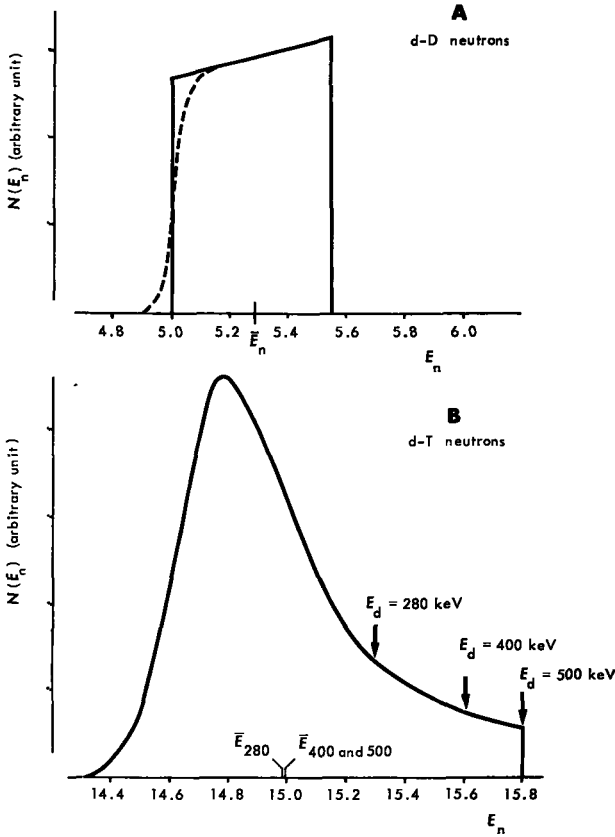 A
d-D neutrons
N(E_n) (arbitrary unit)
4.8 5.0 5.2 Ē_n 5.4 5.6 5.8 6.0
E_n
B
d-T neutrons
N(E_n) (arbitrary unit)
E_d = 280 keV
E_d = 400 keV
E_d = 500 keV
Ē_280 Ē_400 and 500
14.4 14.6 14.8 15.0 15.2 15.4 15.6 15.8
E_n